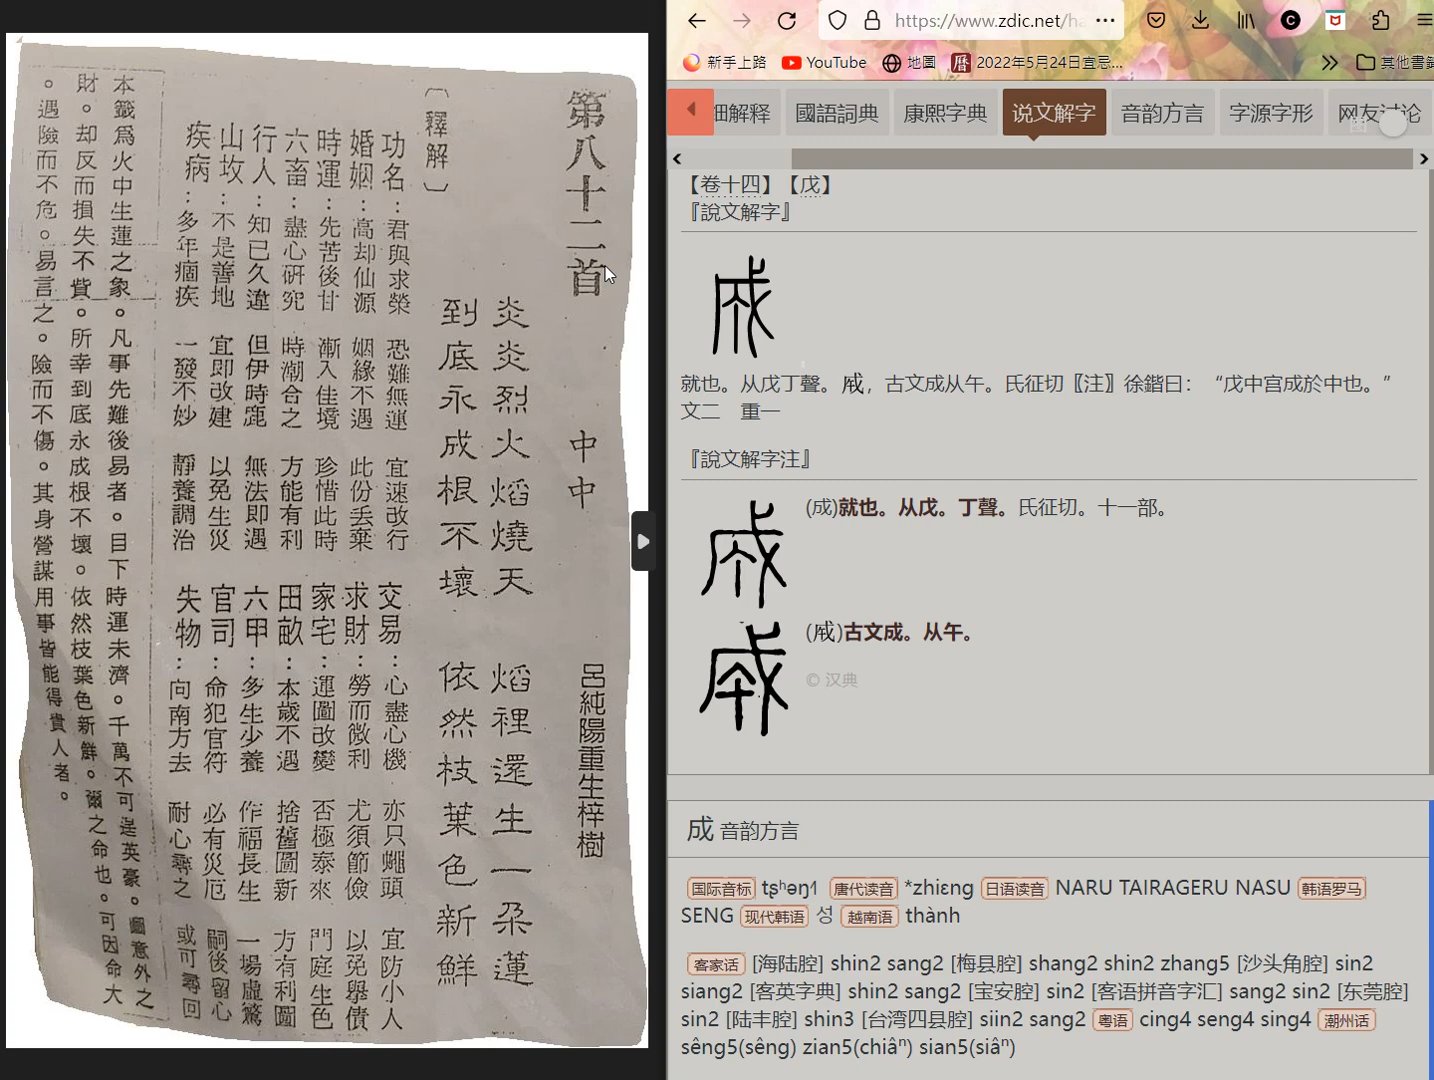 第八十二首
中中
呂純陽重生梓樹
炎炎烈火熖燒天 熖裡還生一朶蓮
到底永成根不壞 依然枝葉色新鮮
〔釋解〕
功名：君與求榮 恐難無運 宜速改行
交易：心盡心機 亦只蠅頭 宜防小人
婚姻：高却仙源 姻緣不遇 此份丢棄
求財：勞而微利 尤須節儉 以免擧債
時運：先苦後甘 漸入佳境 珍惜此時
家宅：運圖改變 否極泰來 門庭生色
六畜：盡心研究 時潮合之 方能有利
田畝：本歲不遇 捨舊圖新 方有利圖
行人：知已久違 但伊時麀 無法即遇
六甲：多生少養 作福長生 一場虛驚
山坟：不是善地 宜即改建 以免生災
官司：命犯官符 必有災厄 嗣後留心
疾病：多年痼疾 一發不妙 靜養調治
失物：向南方去 耐心尋之 或可尋回
本籤爲火中生蓮之象。凡事先難後易者。目下時運未濟。千萬不可逞英豪。圖意外之
財。却反而損失不貲。所幸到底永成根不壞。依然枝葉色新鮮。爾之命也。可因命大
。遇險而不危。易言之。險而不傷。其身營謀用事皆能得貴人者。
https://www.zdic.net/ha
新手上路 YouTube 地圖 2022年5月24日宜忌... 其他書籤
细解释 國語詞典 康熙字典 说文解字 音韵方言 字源字形 网友讨论
【卷十四】【戊】
『說文解字』
就也。从戊丁聲。𢦩，古文成从午。氏征切〖注〗徐鍇曰：“戊中宫成於中也。”
文二 重一
『說文解字注』
(成)就也。从戊。丁聲。氏征切。十一部。
(𢦩)古文成。从午。
© 汉典
成 音韵方言
国际音标 tʂʰəŋ˧˥ 唐代读音 *zhiɛng 日语读音 NARU TAIRAGERU NASU 韩语罗马
SENG 现代韩语 성 越南语 thành
客家话 [海陆腔] shin2 sang2 [梅县腔] shang2 shin2 zhang5 [沙头角腔] sin2
siang2 [客英字典] shin2 sang2 [宝安腔] sin2 [客语拼音字汇] sang2 sin2 [东莞腔]
sin2 [陆丰腔] shin3 [台湾四县腔] siin2 sang2 粤语 cing4 seng4 sing4 潮州话
sêng5(sêng) zian5(chiâⁿ) sian5(siâⁿ)